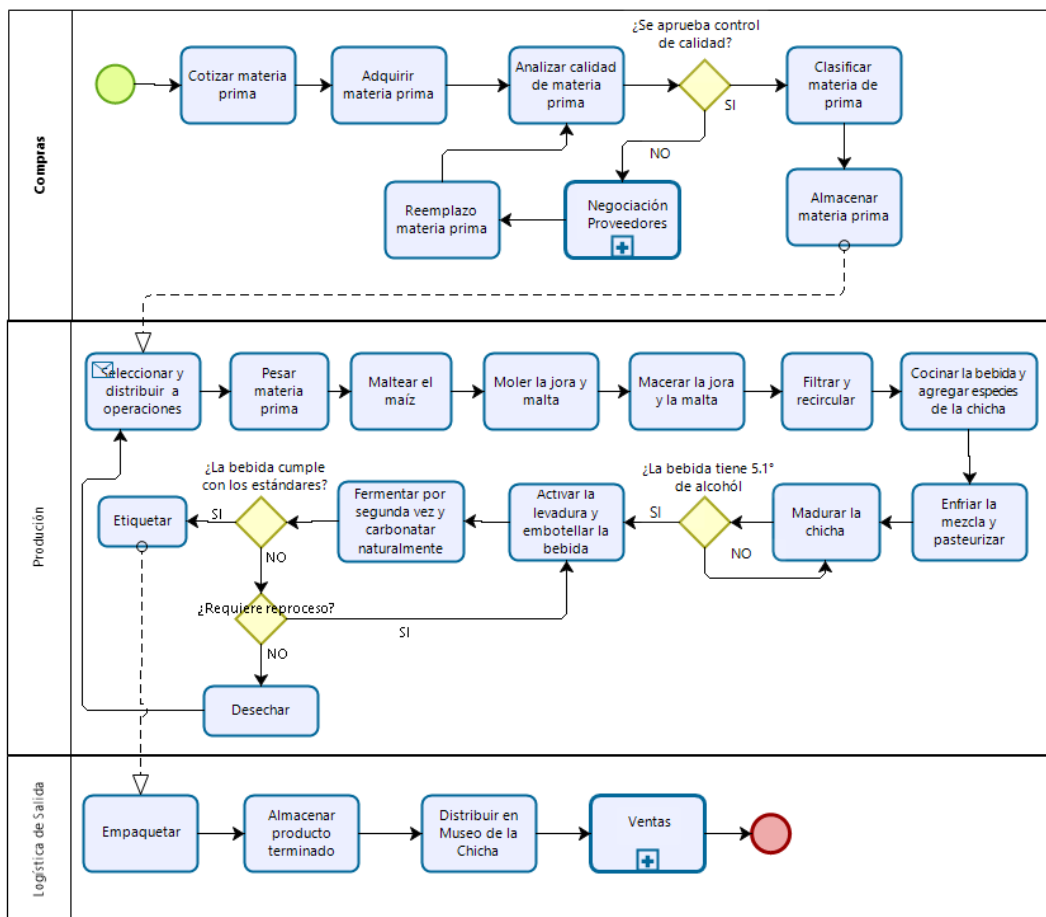 Compras
¿Se aprueba control
de calidad?
Cotizar materia
prima
Adquirir
materia prima
Analizar calidad
de materia
prima
SI
Clasificar
materia de
prima
NO
Reemplazo
materia prima
Negociación
Proveedores
Almacenar
materia prima
Produción
Seleccionar y
distribuir a
operaciones
Pesar
materia
prima
Maltear el
maíz
Moler la jora y
malta
Macerar la jora
y la malta
Filtrar y
recircular
Cocinar la bebida y
agregar especies
de la chicha
¿La bebida cumple
con los estándares?
¿La bebida tiene 5.1°
de alcohól
Etiquetar
SI
Fermentar por
segunda vez y
carbonatar
naturalmente
Activar la
levadura y
embotellar la
bebida
SI
NO
Madurar la
chicha
Enfriar la
mezcla y
pasteurizar
NO
¿Requiere reproceso?
SI
NO
Desechar
Logística de Salida
Empaquetar
Almacenar
producto
terminado
Distribuir en
Museo de la
Chicha
Ventas